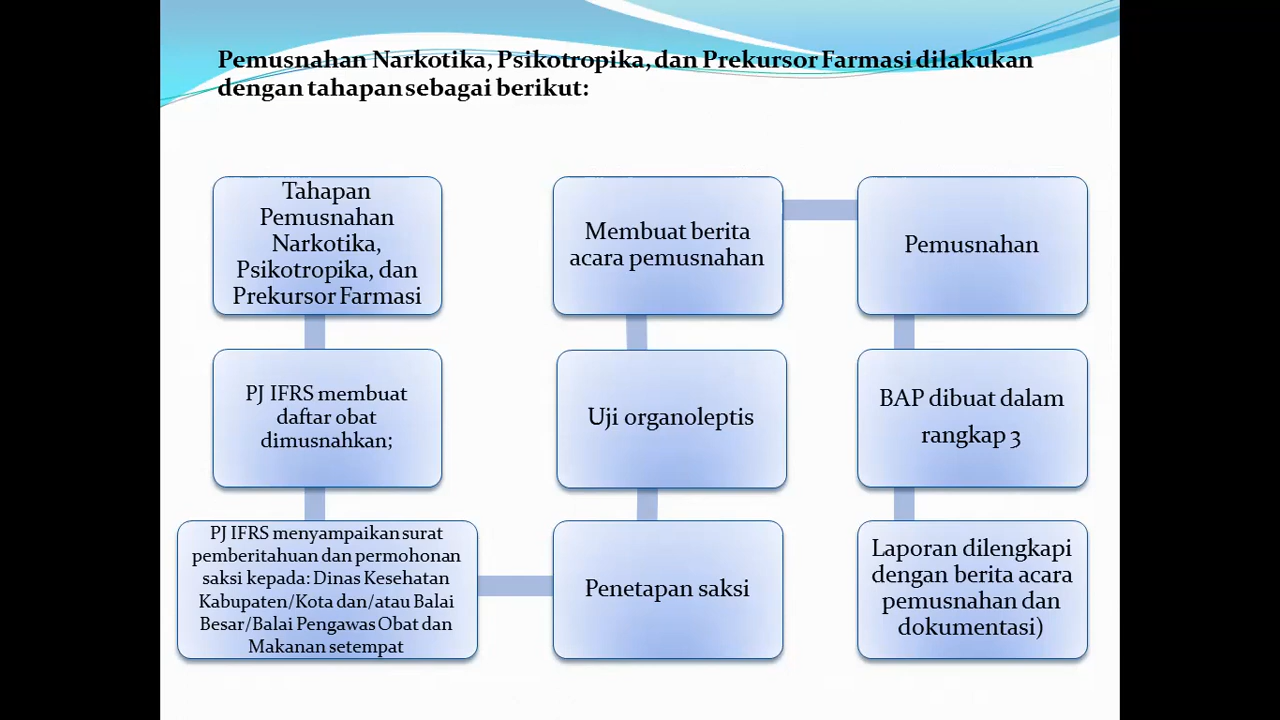 Pemusnahan Narkotika, Psikotropika, dan Prekursor Farmasi dilakukan
dengan tahapan sebagai berikut:
Tahapan
Pemusnahan
Narkotika,
Psikotropika, dan
Prekursor Farmasi
PJ IFRS membuat
daftar obat
dimusnahkan;
PJ IFRS menyampaikan surat
pemberitahuan dan permohonan
saksi kepada: Dinas Kesehatan
Kabupaten/Kota dan/atau Balai
Besar/Balai Pengawas Obat dan
Makanan setempat
Penetapan saksi
Uji organoleptis
Membuat berita
acara pemusnahan
Pemusnahan
BAP dibuat dalam
rangkap 3
Laporan dilengkapi
dengan berita acara
pemusnahan dan
dokumentasi)